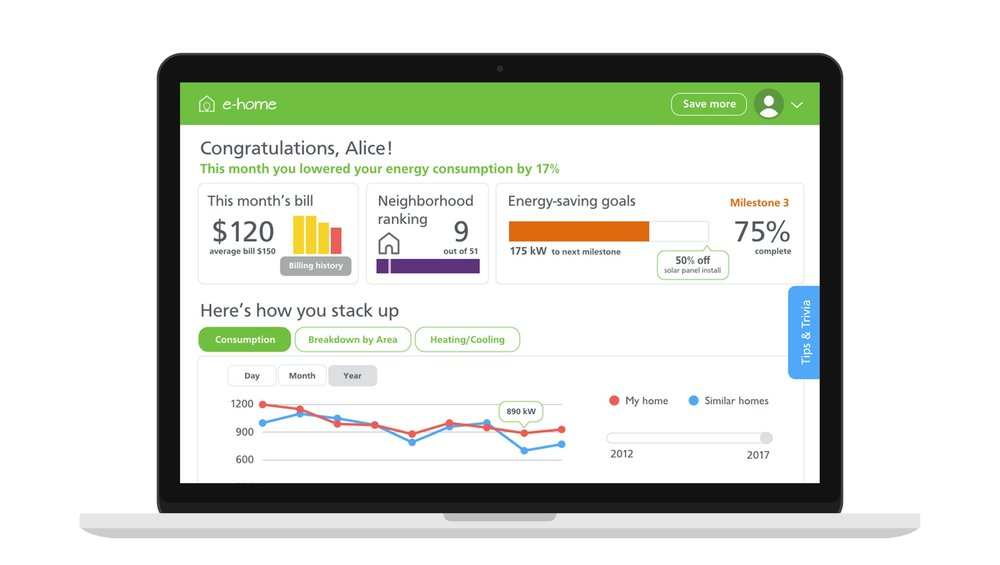 e-home
Save more
Congratulations, Alice!
This month you lowered your energy consumption by 17%
This month's bill
$120
average bill $150
Billing history
Neighborhood
ranking
9
out of 51
Energy-saving goals
Milestone 3
175 kW to next milestone
75%
complete
50% off
solar panel install
Tips & Trivia
Here's how you stack up
Consumption
Breakdown by Area
Heating/Cooling
Day
Month
Year
1200
900
600
890 kW
My home
Similar homes
2012
2017